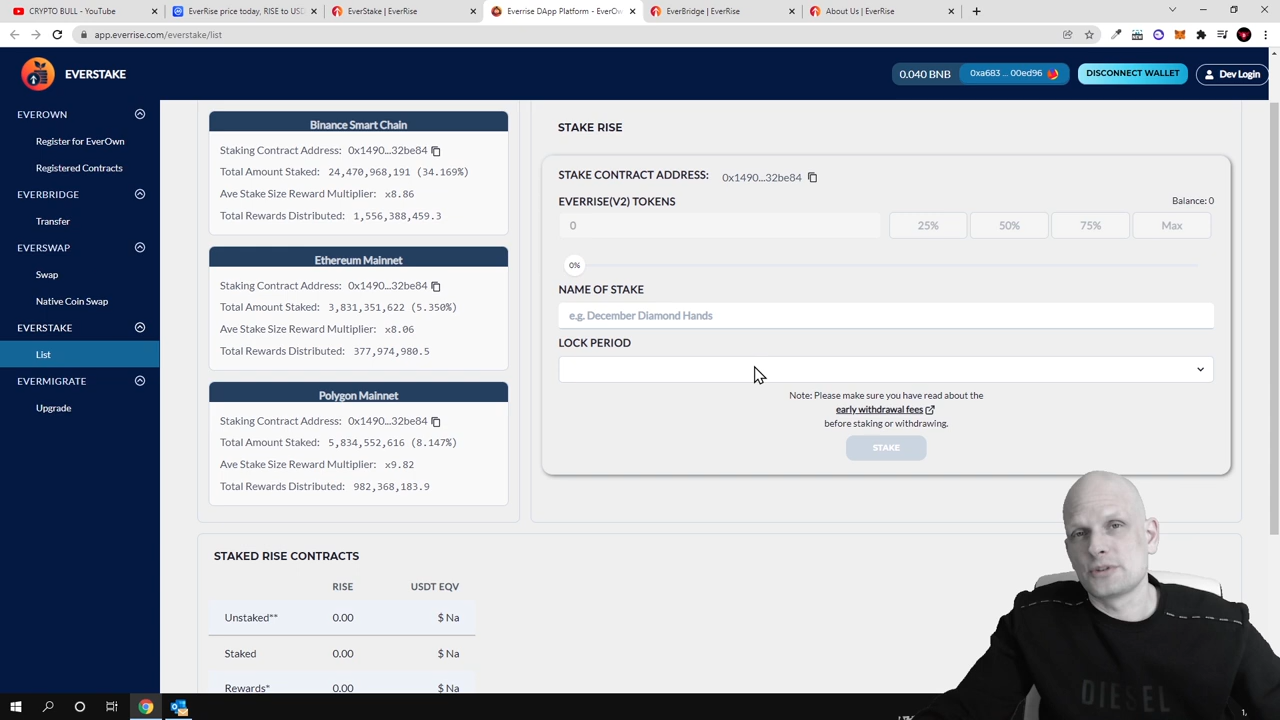 CRYPTO BULL - YouTube
EverRise price today, RISE to USD
EverStake | EverRise
Everrise DApp Platform - EverOw
EverBridge | EverRise
About Us | EverRise
app.everrise.com/everstake/list
EVERSTAKE
0.040 BNB
0xa683 ... 00ed96
DISCONNECT WALLET
Dev Login
EVEROWN
Register for EverOwn
Registered Contracts
EVERBRIDGE
Transfer
EVERSWAP
Swap
Native Coin Swap
EVERSTAKE
List
EVERMIGRATE
Upgrade
Binance Smart Chain
Staking Contract Address: 0x1490...32be84
Total Amount Staked: 24,470,968,191 (34.169%)
Ave Stake Size Reward Multiplier: x8.86
Total Rewards Distributed: 1,556,388,459.3
Ethereum Mainnet
Staking Contract Address: 0x1490...32be84
Total Amount Staked: 3,831,351,622 (5.350%)
Ave Stake Size Reward Multiplier: x8.06
Total Rewards Distributed: 377,974,980.5
Polygon Mainnet
Staking Contract Address: 0x1490...32be84
Total Amount Staked: 5,834,552,616 (8.147%)
Ave Stake Size Reward Multiplier: x9.82
Total Rewards Distributed: 982,368,183.9
STAKE RISE
STAKE CONTRACT ADDRESS: 0x1490...32be84
EVERRISE(V2) TOKENS
Balance: 0
0
25%
50%
75%
Max
0%
NAME OF STAKE
e.g. December Diamond Hands
LOCK PERIOD
Note: Please make sure you have read about the
early withdrawal fees
before staking or withdrawing.
STAKE
STAKED RISE CONTRACTS
RISE USDT EQV
Unstaked** 0.00 $ Na
Staked 0.00 $ Na
Rewards* 0.00 $ Na
DIESEL